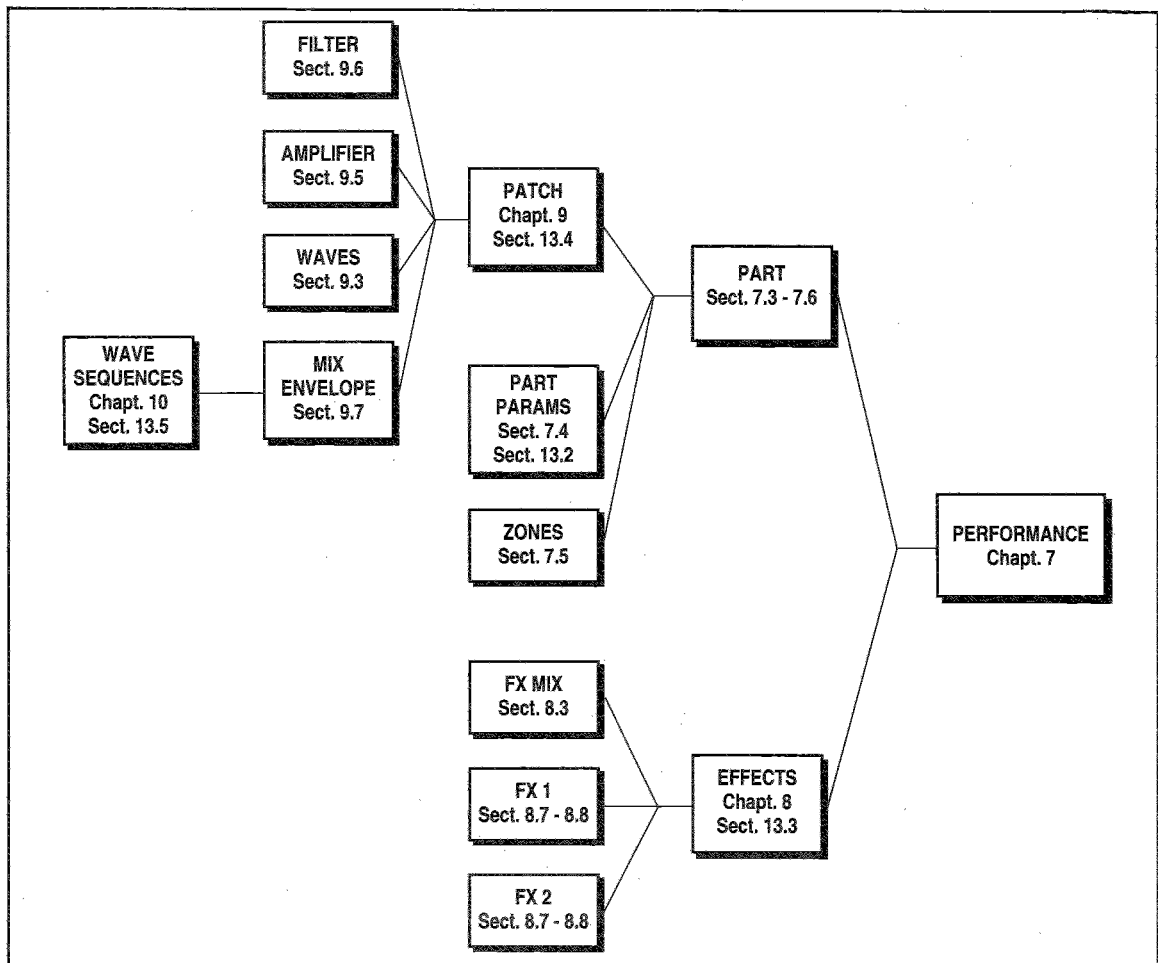 FILTER
Sect. 9.6
AMPLIFIER
Sect. 9.5
WAVES
Sect. 9.3
WAVE
SEQUENCES
Chapt. 10
Sect. 13.5
MIX
ENVELOPE
Sect. 9.7
PATCH
Chapt. 9
Sect. 13.4
PART
PARAMS
Sect. 7.4
Sect. 13.2
ZONES
Sect. 7.5
PART
Sect. 7.3 - 7.6
FX MIX
Sect. 8.3
FX 1
Sect. 8.7 - 8.8
FX 2
Sect. 8.7 - 8.8
EFFECTS
Chapt. 8
Sect. 13.3
PERFORMANCE
Chapt. 7